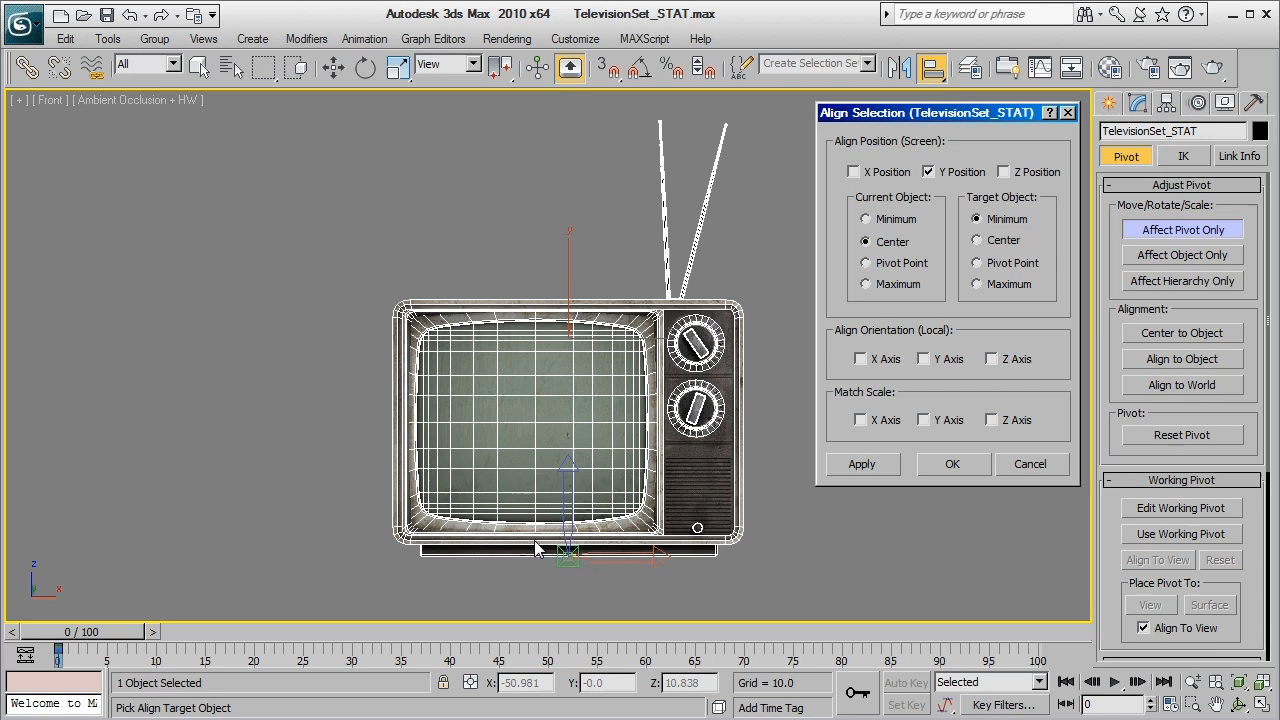 Autodesk 3ds Max 2010 x64 TelevisionSet_STAT.max
Type a keyword or phrase
Edit Tools Group Views Create Modifiers Animation Graph Editors Rendering Customize MAXScript Help
All View 3 Create Selection Se
[ + ] [ Front ] [ Ambient Occlusion + HW ]
Align Selection (TelevisionSet_STAT)
Align Position (Screen):
X Position Y Position Z Position
Current Object: Target Object:
Minimum Minimum
Center Center
Pivot Point Pivot Point
Maximum Maximum
Align Orientation (Local):
X Axis Y Axis Z Axis
Match Scale:
X Axis Y Axis Z Axis
Apply OK Cancel
TelevisionSet_STAT
Pivot IK Link Info
- Adjust Pivot
Move/Rotate/Scale:
Affect Pivot Only
Affect Object Only
Affect Hierarchy Only
Alignment:
Center to Object
Align to Object
Align to World
Pivot:
Reset Pivot
- Working Pivot
Edit Working Pivot
Use Working Pivot
Align To View Reset
Place Pivot To:
View Surface
Align To View
y
z
y x
< 0 / 100 >
0 5 10 15 20 25 30 35 40 45 50 55 60 65 70 75 80 85 90 95 100
1 Object Selected X: -50.981 Y: -0.0 Z: 10.838 Grid = 10.0 Auto Key Selected
Welcome to M Pick Align Target Object Add Time Tag Set Key Key Filters... 0